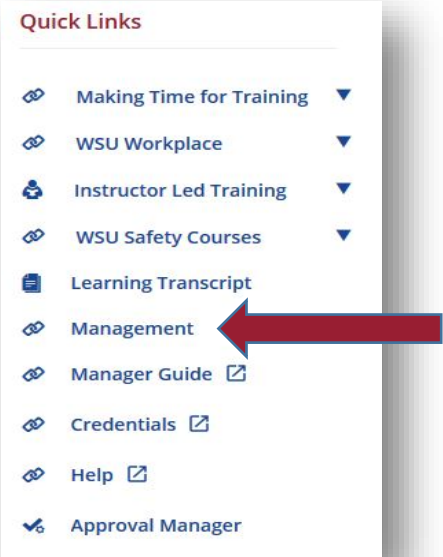 Quick Links
Making Time for Training
WSU Workplace
Instructor Led Training
WSU Safety Courses
Learning Transcript
Management
Manager Guide
Credentials
Help
Approval Manager